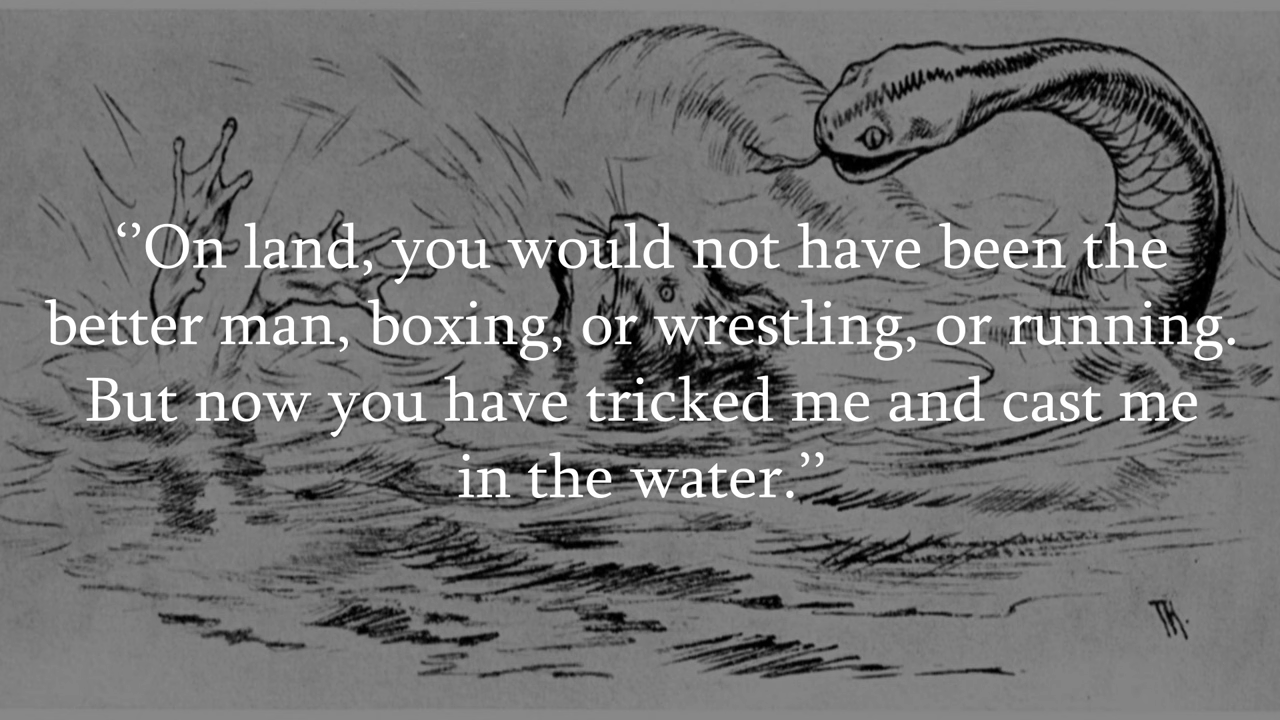 ‘’On land, you would not have been the
better man, boxing, or wrestling, or running.
But now you have tricked me and cast me
in the water.’’
TK.